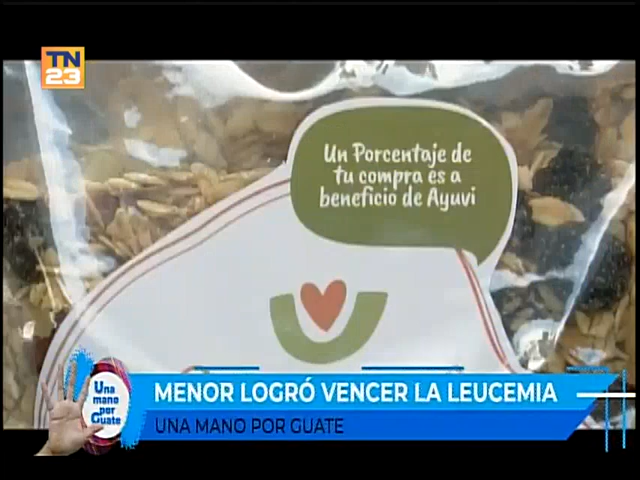 TN
23
Un Porcentaje de
tu compra es a
beneficio de Ayuvi
Una
mano
por
Guate
MENOR LOGRÓ VENCER LA LEUCEMIA
UNA MANO POR GUATE